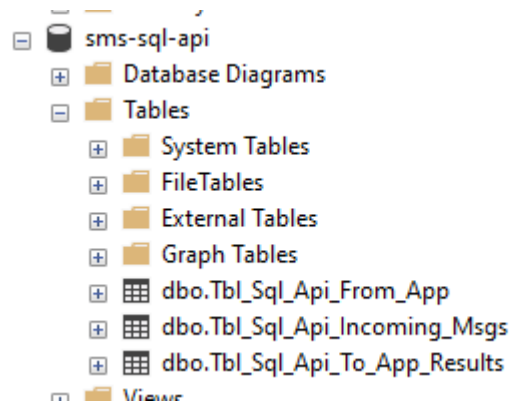 sms-sql-api
Database Diagrams
Tables
System Tables
FileTables
External Tables
Graph Tables
dbo.Tbl_Sql_Api_From_App
dbo.Tbl_Sql_Api_Incoming_Msgs
dbo.Tbl_Sql_Api_To_App_Results
Views